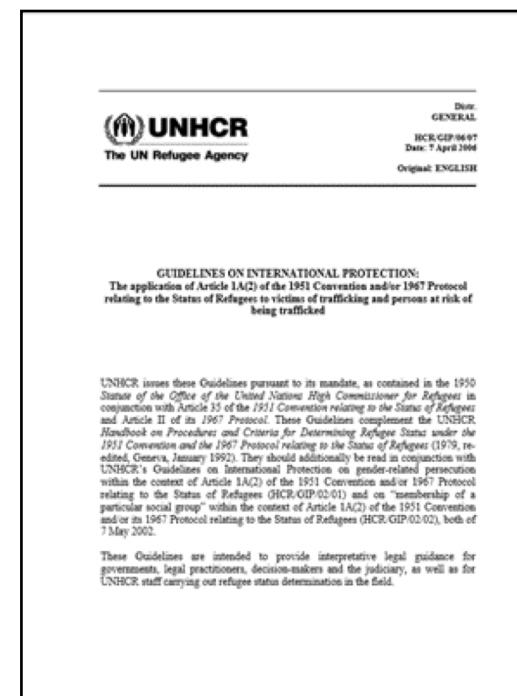 Distr.
GENERAL
UNHCR
The UN Refugee Agency
HCR/GIP/06/07
Date: 7 April 2006
Original: ENGLISH
GUIDELINES ON INTERNATIONAL PROTECTION:
The application of Article 1A(2) of the 1951 Convention and/or 1967 Protocol
relating to the Status of Refugees to victims of trafficking and persons at risk of
being trafficked
UNHCR issues these Guidelines pursuant to its mandate, as contained in the 1950
Statute of the Office of the United Nations High Commissioner for Refugees in
conjunction with Article 35 of the 1951 Convention relating to the Status of Refugees
and Article II of its 1967 Protocol. These Guidelines complement the UNHCR
Handbook on Procedures and Criteria for Determining Refugee Status under the
1951 Convention and the 1967 Protocol relating to the Status of Refugees (1979, re-
edited, Geneva, January 1992). They should additionally be read in conjunction with
UNHCR's Guidelines on International Protection on gender-related persecution
within the context of Article 1A(2) of the 1951 Convention and/or 1967 Protocol
relating to the Status of Refugees (HCR/GIP/02/01) and on "membership of a
particular social group" within the context of Article 1A(2) of the 1951 Convention
and/or its 1967 Protocol relating to the Status of Refugees (HCR/GIP/02/02), both of
7 May 2002.
These Guidelines are intended to provide interpretative legal guidance for
governments, legal practitioners, decision-makers and the judiciary, as well as for
UNHCR staff carrying out refugee status determination in the field.